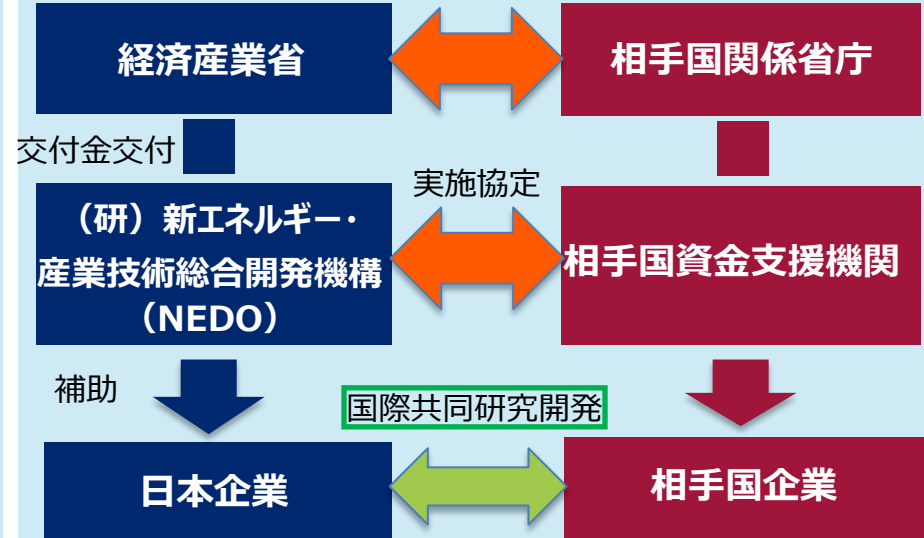 経済産業省
相手国関係省庁
交付金交付
実施協定
（研）新エネルギー・
産業技術総合開発機構
（NEDO）
相手国資金支援機関
補助
国際共同研究開発
日本企業
相手国企業